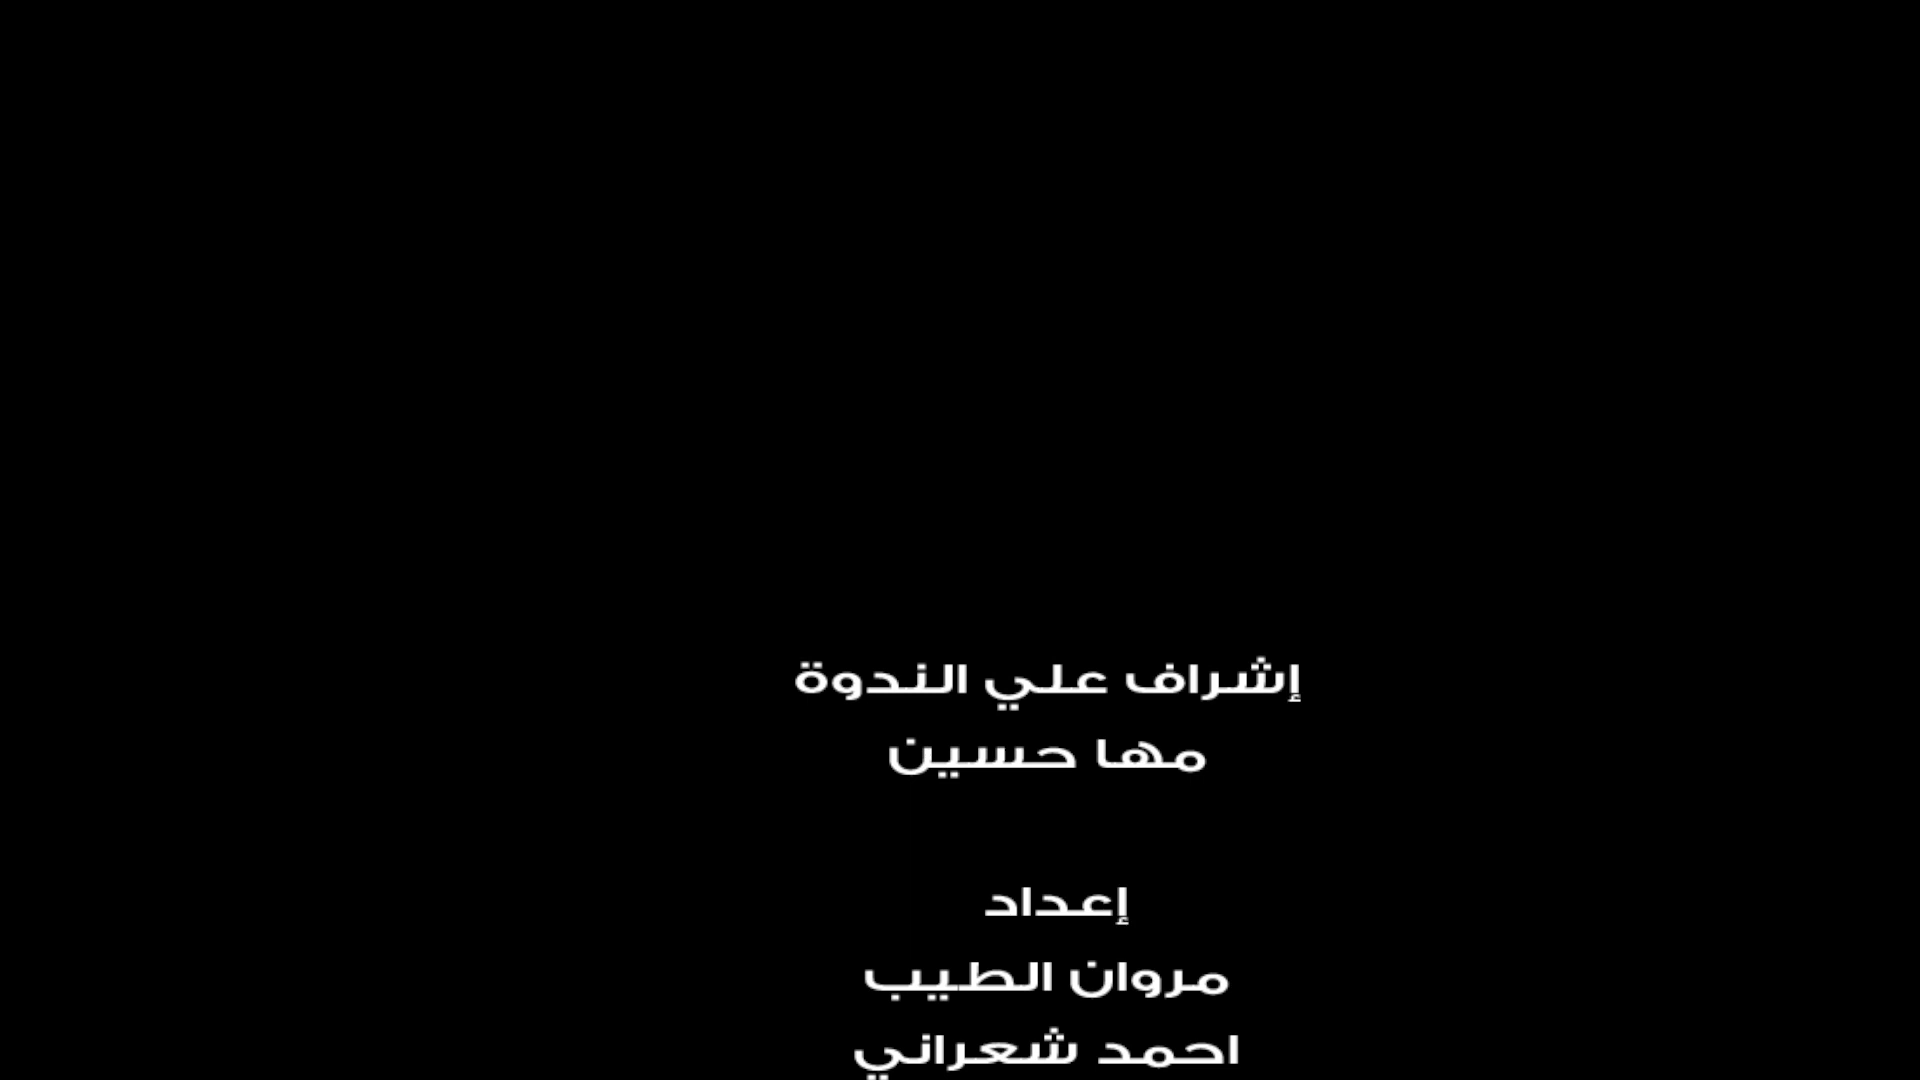 إشراف علي الندوة
مها حسين
إعداد
مروان الطيب
احمد شعراني